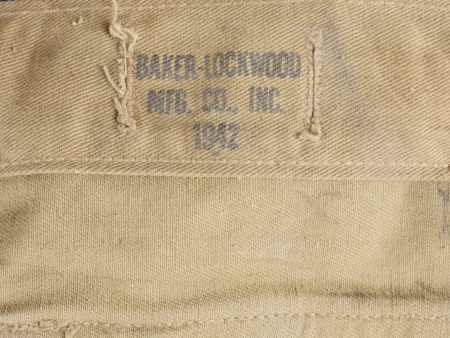 BAKER-LOCKWOOD
MFG. CO., INC.
1942